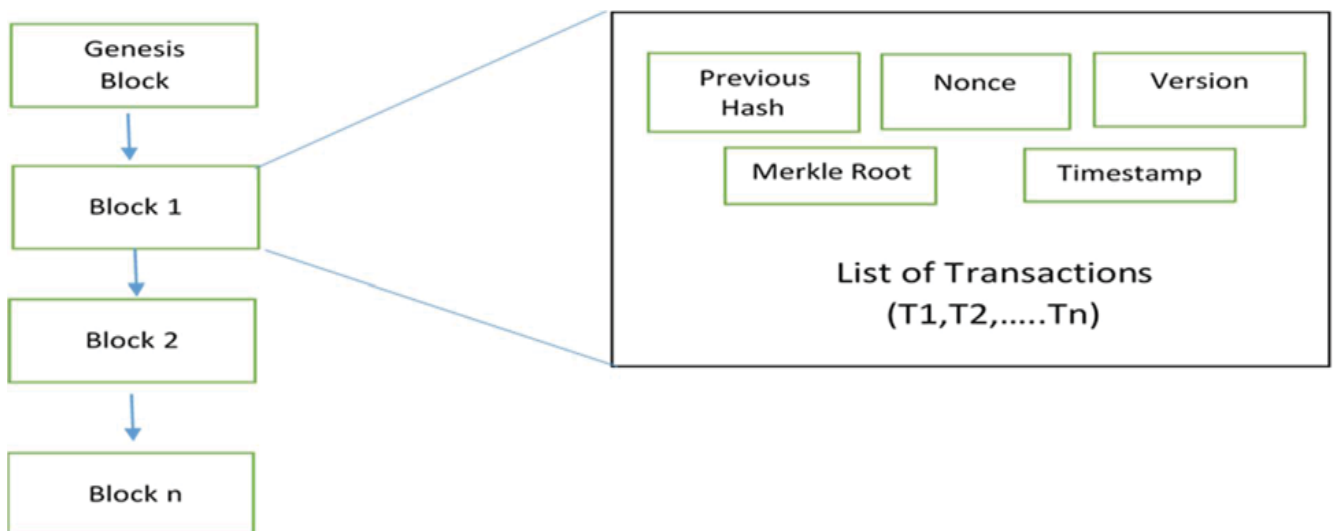 Genesis
Block
Block 1
Block 2
Block n
Previous
Hash
Nonce
Version
Merkle Root
Timestamp
List of Transactions
(T1,T2,.....Tn)